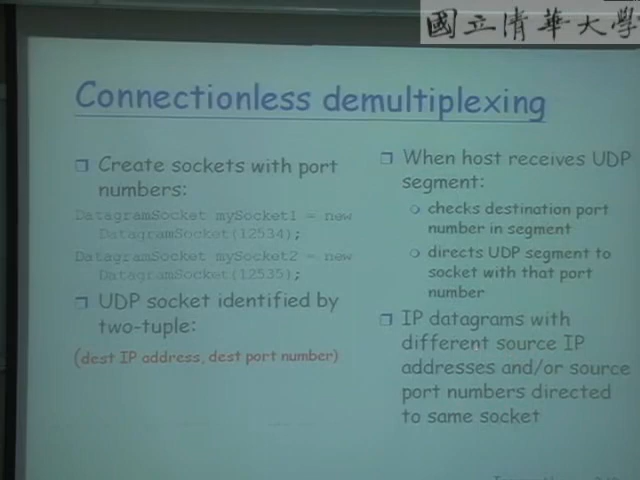 國立清華大學
Connectionless demultiplexing
Create sockets with port
numbers:
DatagramSocket mySocket1 = new
DatagramSocket(12534);
DatagramSocket mySocket2 = new
DatagramSocket(12535);
UDP socket identified by
two-tuple:
(dest IP address, dest port number)
When host receives UDP
segment:
checks destination port
number in segment
directs UDP segment to
socket with that port
number
IP datagrams with
different source IP
addresses and/or source
port numbers directed
to same socket